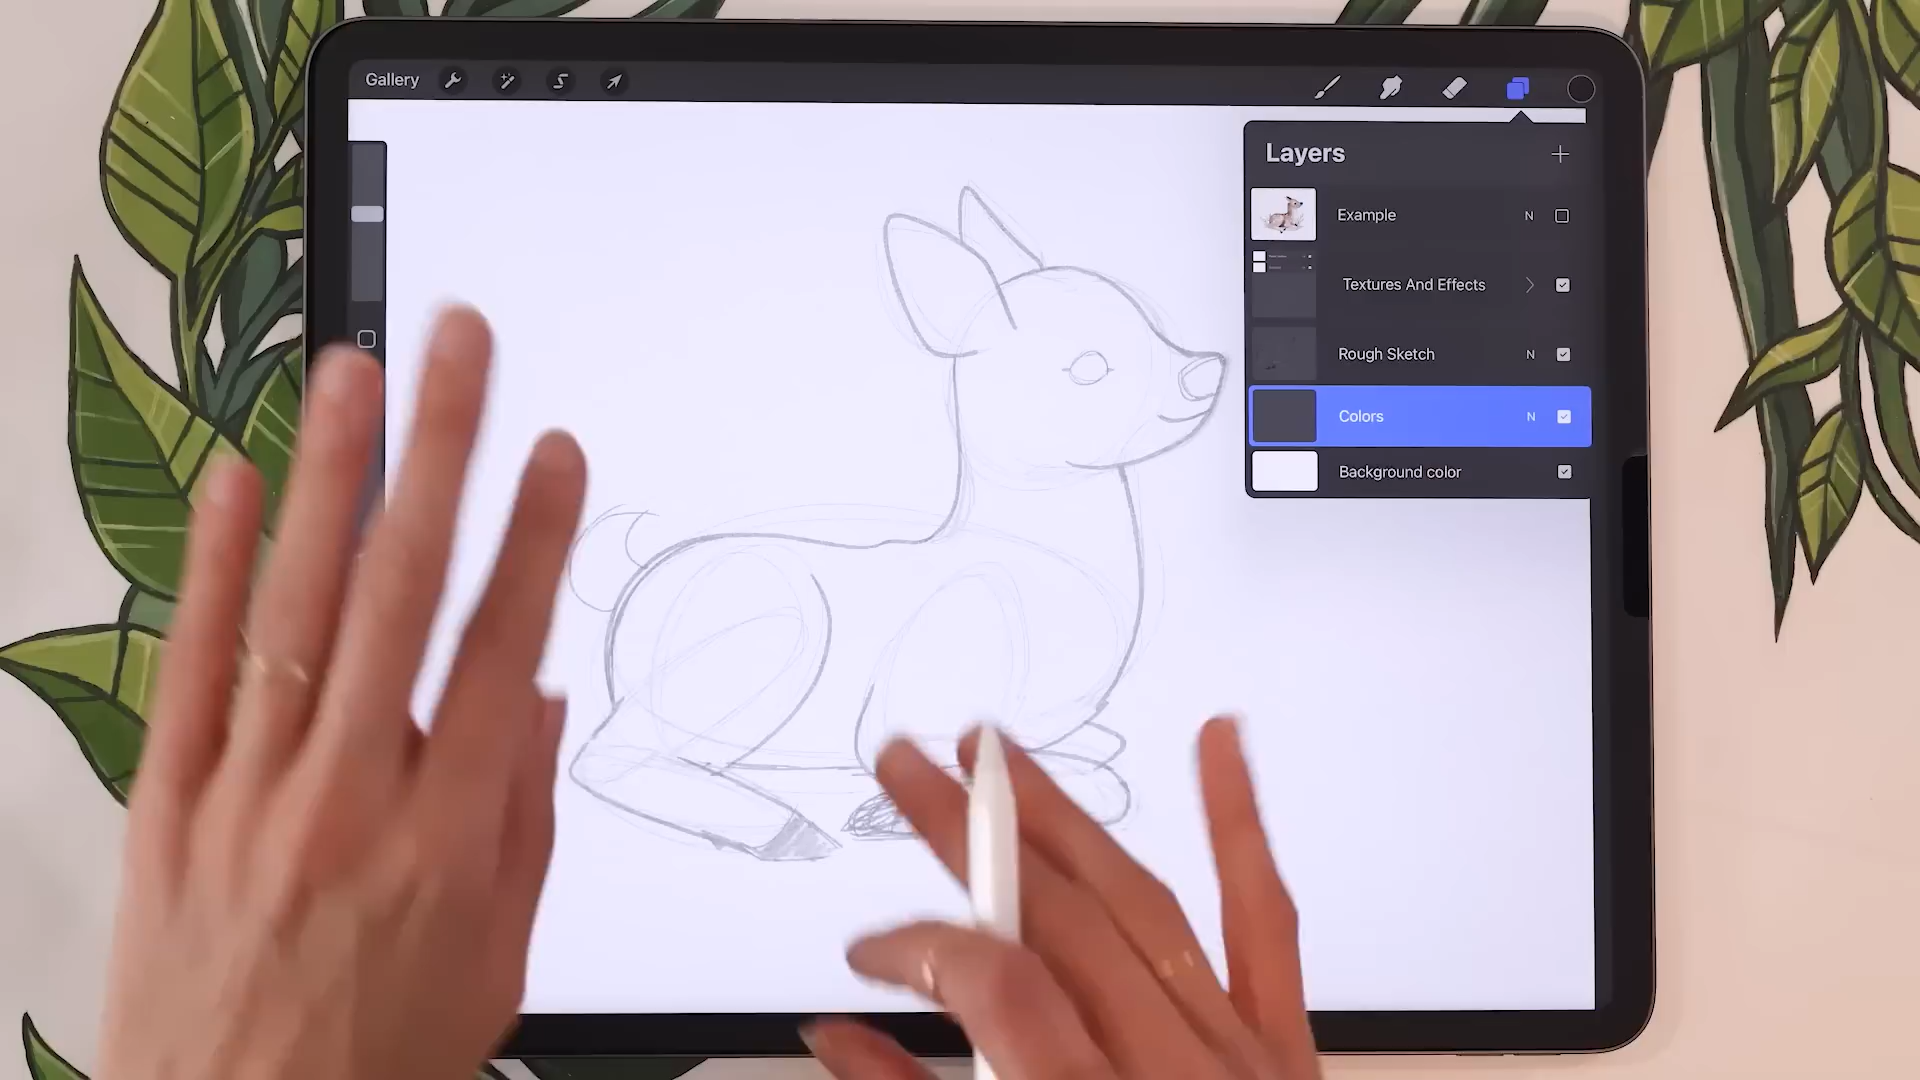 Gallery
Layers
Example N
Textures And Effects
Rough Sketch N
Colors N
Background color